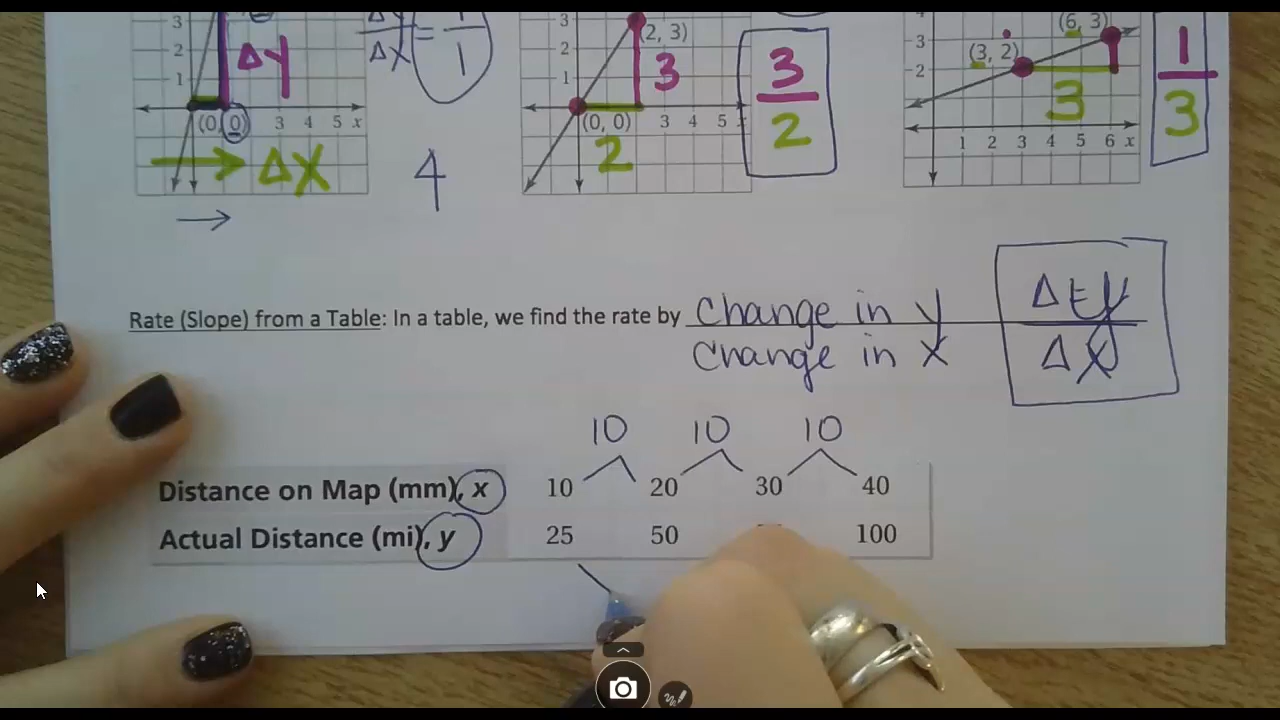 3
2
1
ΔY
ΔX
=
1
1
(0, 0)
3 4 5 x
ΔX
→
4
3
2
1
(2, 3)
3
(0, 0)
3 4 5
2
3
2
(6, 3)
3
(3, 2)
2
3
1 2 3 4 5 6 x
1
3
Rate (Slope) from a Table: In a table, we find the rate by change in y
change in x
Δ y
Δ x
10 10 10
Distance on Map (mm), x 10 20 30 40
Actual Distance (mi), y 25 50 100